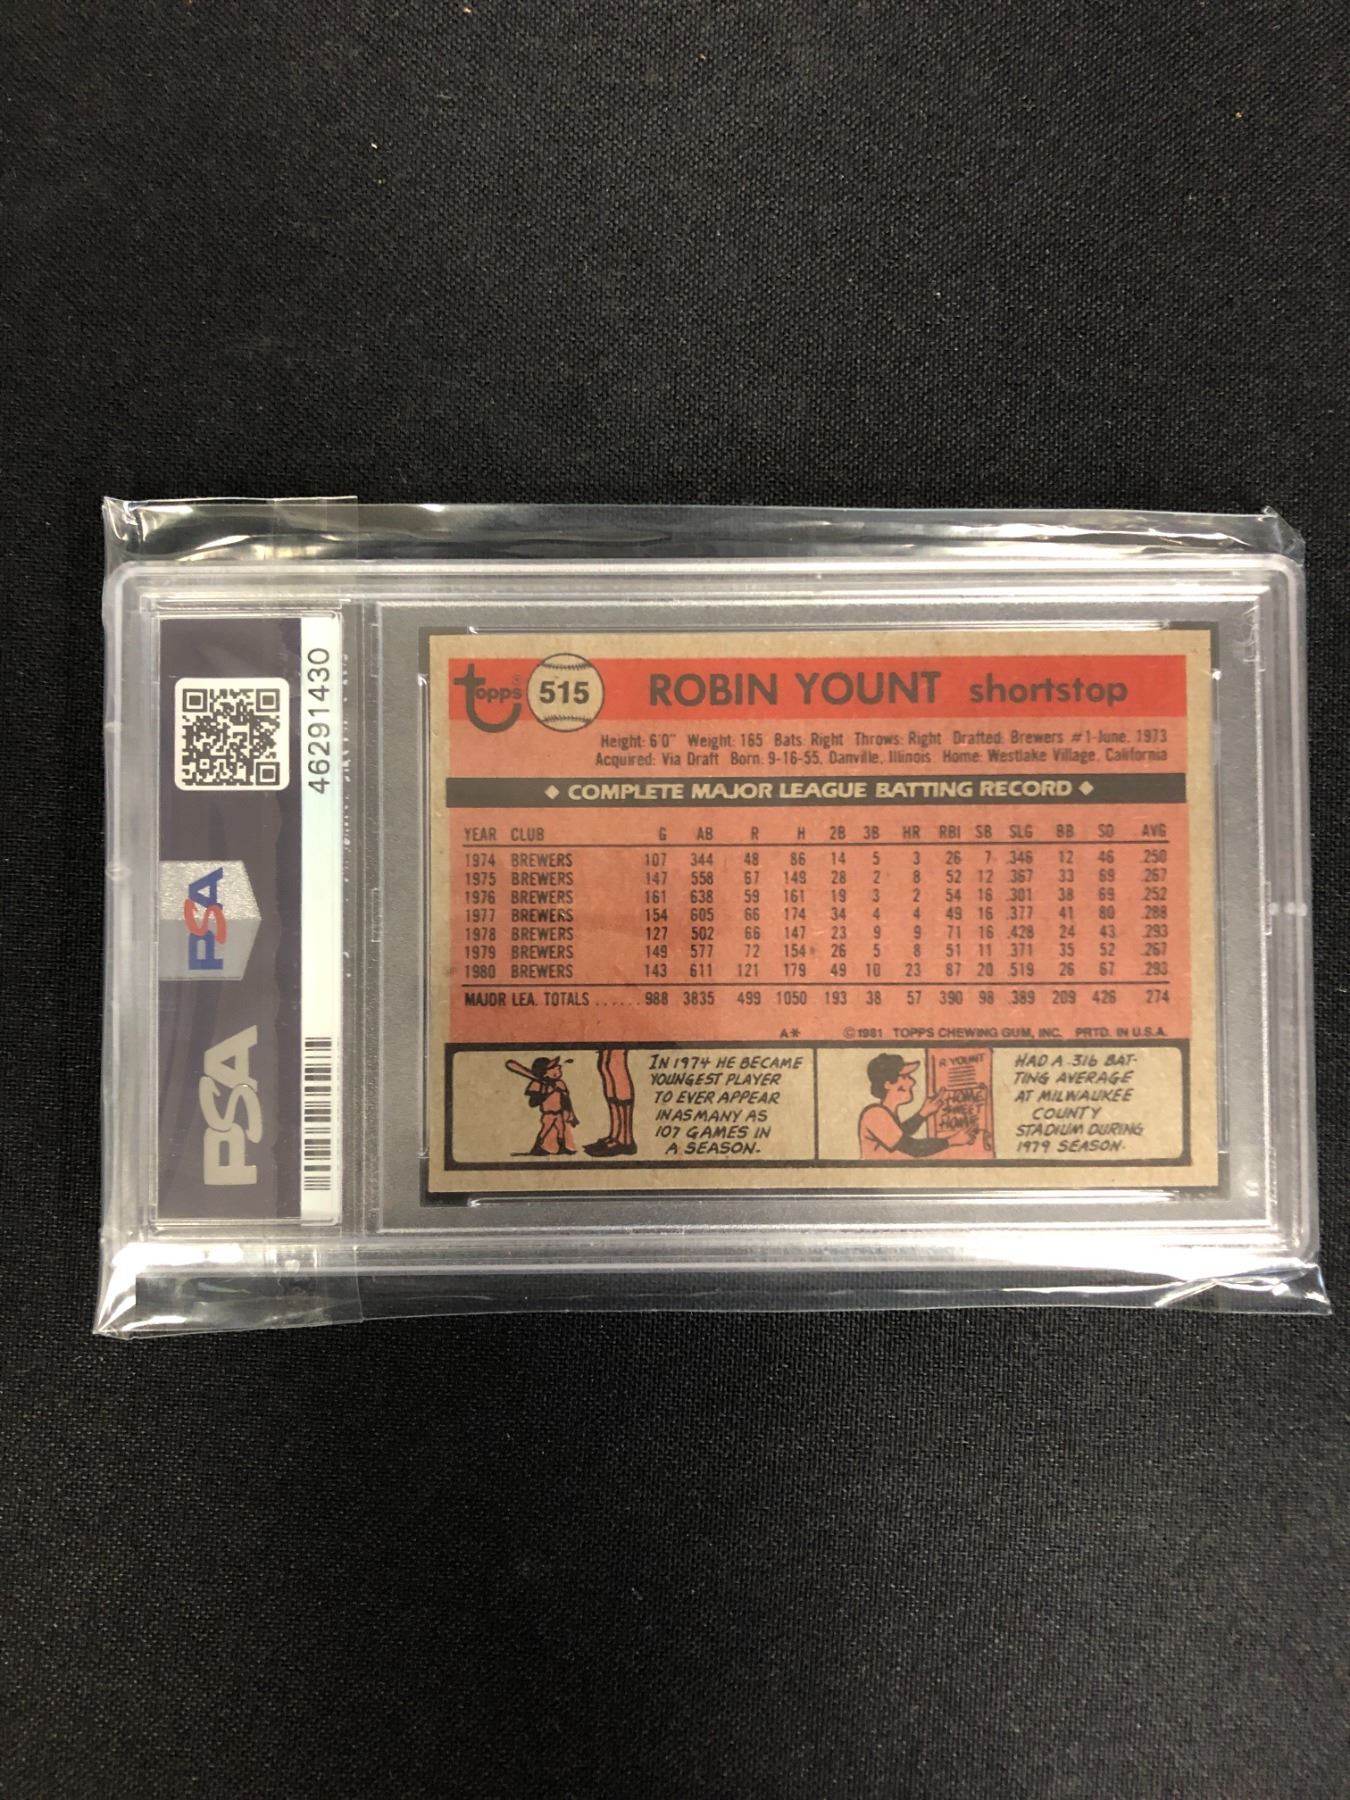 PSA
PSA
46291430
topps
515
ROBIN YOUNT shortstop
Height: 6'0" Weight: 165 Bats: Right Throws: Right Drafted: Brewers #1-June, 1973
Acquired: Via Draft Born: 9-16-55, Danville, Illinois Home: Westlake Village, California
◆ COMPLETE MAJOR LEAGUE BATTING RECORD ◆
YEAR CLUB G AB R H 2B 3B HR RBI SB SLG BB SO AVG
1974 BREWERS 107 344 48 86 14 5 3 26 7 .346 12 46 .250
1975 BREWERS 147 558 67 149 28 2 8 52 12 .367 33 69 .267
1976 BREWERS 161 638 59 161 19 3 2 54 16 .301 38 69 .252
1977 BREWERS 154 605 66 174 34 4 4 49 16 .377 41 80 .288
1978 BREWERS 127 502 66 147 23 9 9 71 16 .428 24 43 .293
1979 BREWERS 149 577 72 154 26 5 8 51 11 .371 35 52 .267
1980 BREWERS 143 611 121 179 49 10 23 87 20 .519 26 67 .293
MAJOR LEA. TOTALS ...... 988 3835 499 1050 193 38 57 390 98 .389 209 426 .274
A* ©1981 TOPPS CHEWING GUM, INC. PRTD. IN U.S.A.
IN 1974 HE BECAME
YOUNGEST PLAYER
TO EVER APPEAR
IN AS MANY AS
107 GAMES IN
A SEASON.
R. YOUNT
HOME
SWEET
HOME
HAD A .316 BAT-
TING AVERAGE
AT MILWAUKEE
COUNTY
STADIUM DURING
1979 SEASON.